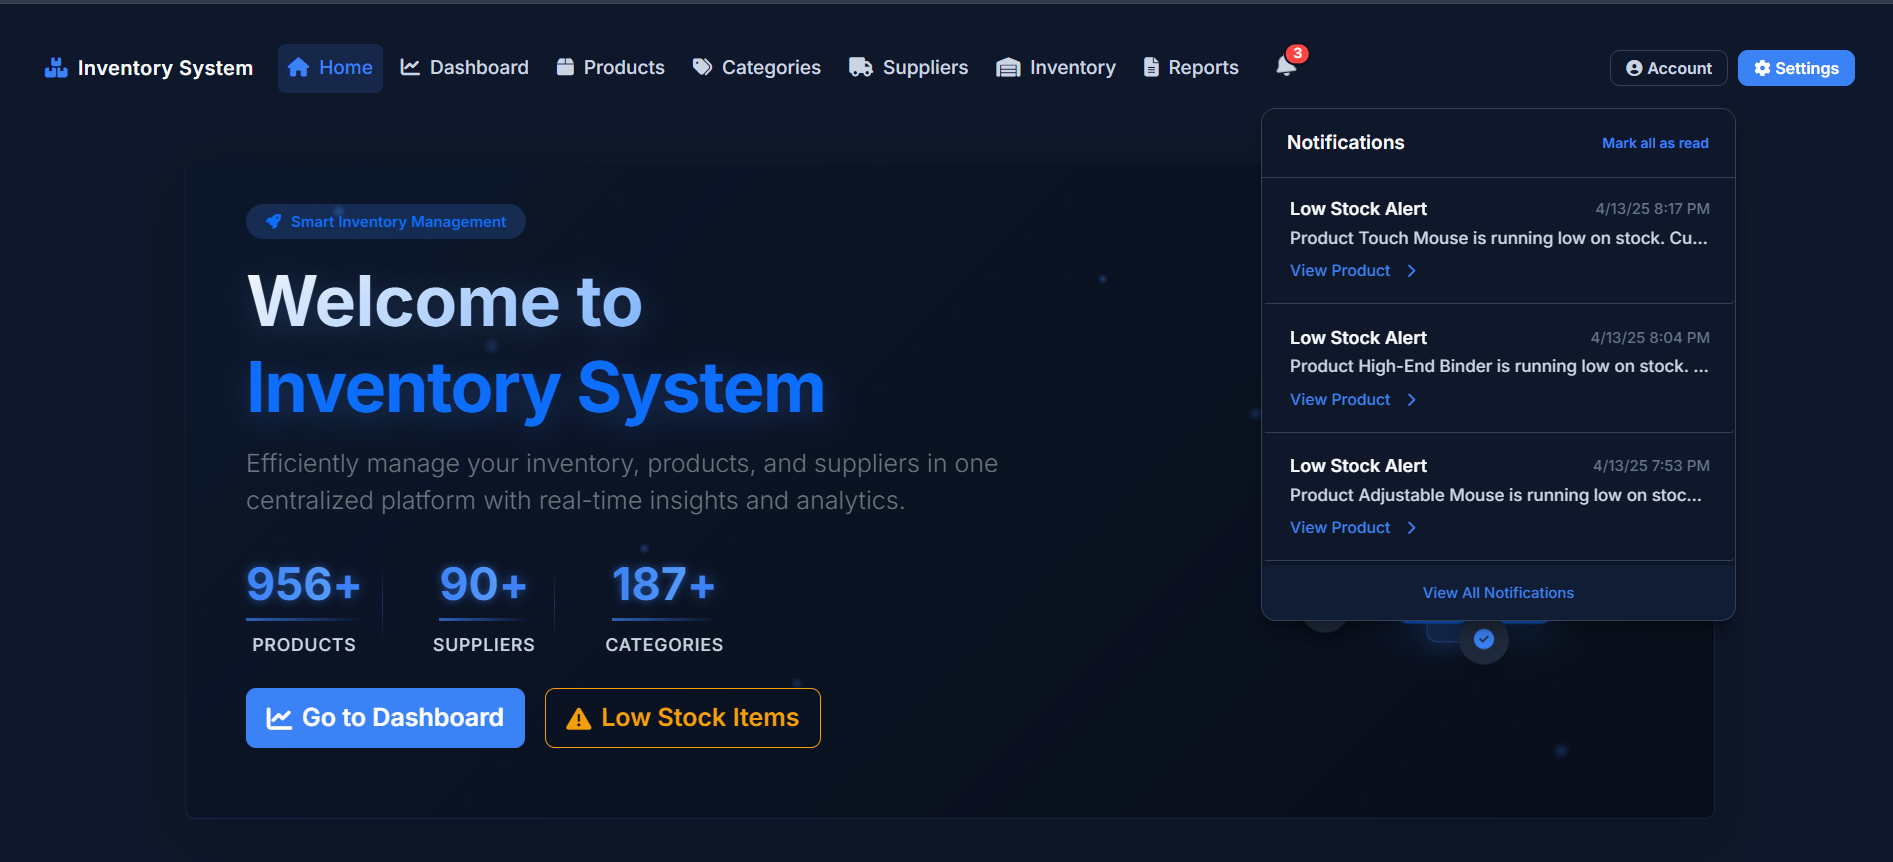 Inventory System
Home
Dashboard
Products
Categories
Suppliers
Inventory
Reports
3
Account
Settings
Notifications
Mark all as read
Low Stock Alert
4/13/25 8:17 PM
Product Touch Mouse is running low on stock. Cu...
View Product
Low Stock Alert
4/13/25 8:04 PM
Product High-End Binder is running low on stock. ...
View Product
Low Stock Alert
4/13/25 7:53 PM
Product Adjustable Mouse is running low on stoc...
View Product
View All Notifications
Smart Inventory Management
Welcome to
Inventory System
Efficiently manage your inventory, products, and suppliers in one
centralized platform with real-time insights and analytics.
956+
PRODUCTS
90+
SUPPLIERS
187+
CATEGORIES
Go to Dashboard
Low Stock Items